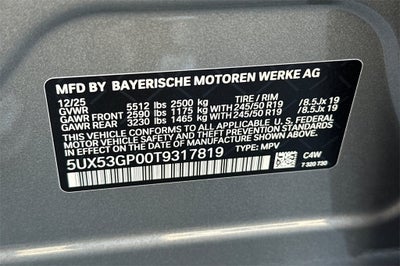 MFD BY BAYERISCHE MOTOREN WERKE AG
12/25 TIRE / RIM
GVWR 5512 lbs 2500 kg
GAWR FRONT 2590 lbs 1175 kg WITH 245/50 R19 /8.5Jx 19
GAWR REAR 3230 lbs 1465 kg WITH 245/50 R19 /8.5Jx 19
THIS VEHICLE CONFORMS TO ALL APPLICABLE U.S. FEDERAL
MOTOR VEHICLE SAFETY STANDARDS IN EFFECT ON THE
DATE OF MANUFACTURE SHOWN ABOVE.
5UX53GP00T9317819 TYPE: MPV
C4W
7 320 730